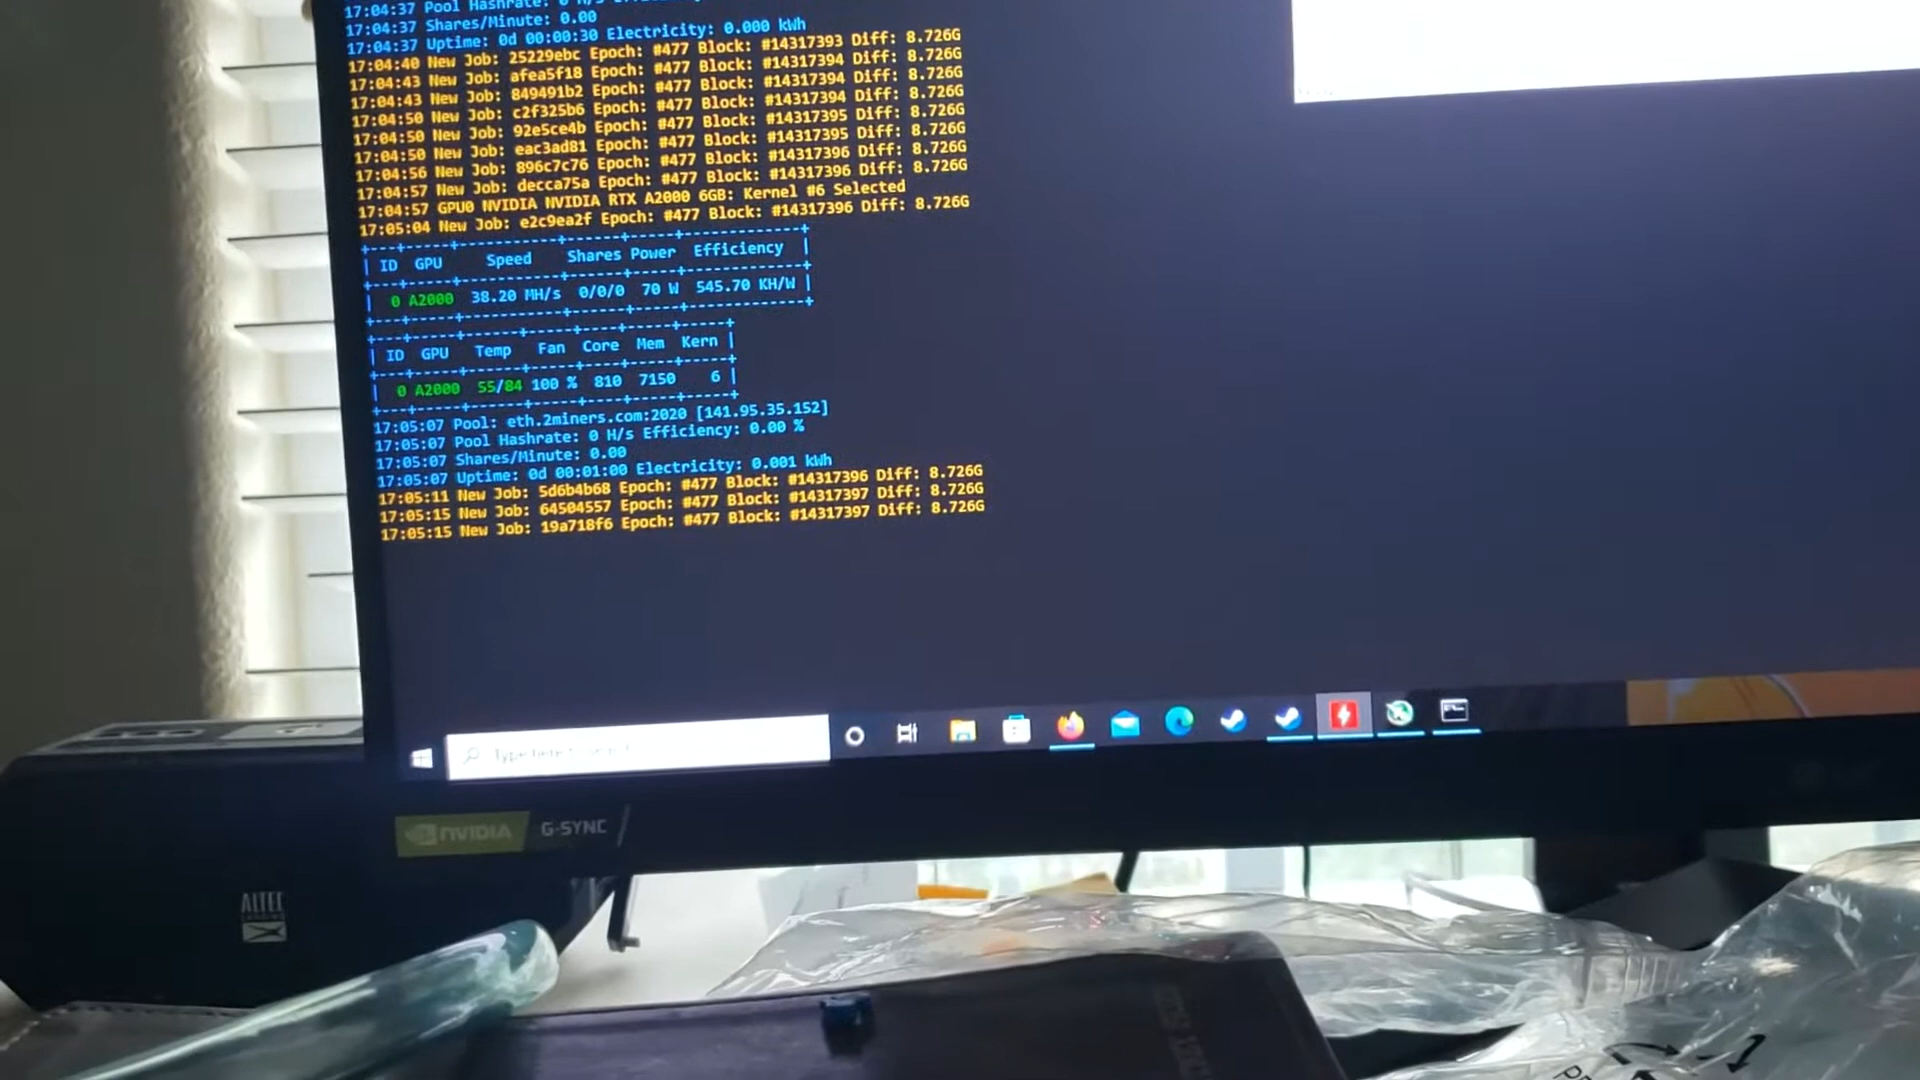 17:04:37 Pool Hashrate: 0 H/s
17:04:37 Shares/Minute: 0.00
17:04:37 Uptime: 0d 00:00:30 Electricity: 0.000 kWh
17:04:40 New Job: 25229ebc Epoch: #477 Block: #14317393 Diff: 8.726G
17:04:43 New Job: afea5f18 Epoch: #477 Block: #14317394 Diff: 8.726G
17:04:43 New Job: 849491b2 Epoch: #477 Block: #14317394 Diff: 8.726G
17:04:50 New Job: c2f325b6 Epoch: #477 Block: #14317394 Diff: 8.726G
17:04:50 New Job: 92e5ce4b Epoch: #477 Block: #14317395 Diff: 8.726G
17:04:50 New Job: eac3ad81 Epoch: #477 Block: #14317395 Diff: 8.726G
17:04:56 New Job: 896c7c76 Epoch: #477 Block: #14317396 Diff: 8.726G
17:04:57 New Job: decca75a Epoch: #477 Block: #14317396 Diff: 8.726G
17:04:57 GPU0 NVIDIA NVIDIA RTX A2000 6GB: Kernel #6 Selected
17:05:04 New Job: e2c9ea2f Epoch: #477 Block: #14317396 Diff: 8.726G
ID GPU Speed Shares Power Efficiency
0 A2000 38.20 MH/s 0/0/0 70 W 545.70 KH/W
ID GPU Temp Fan Core Mem Kern
0 A2000 55/84 100 % 810 7150 6
17:05:07 Pool: eth.2miners.com:2020 [141.95.35.152]
17:05:07 Pool Hashrate: 0 H/s Efficiency: 0.00 %
17:05:07 Shares/Minute: 0.00
17:05:07 Uptime: 0d 00:01:00 Electricity: 0.001 kWh
17:05:11 New Job: 5d6b4b68 Epoch: #477 Block: #14317396 Diff: 8.726G
17:05:15 New Job: 64504557 Epoch: #477 Block: #14317397 Diff: 8.726G
17:05:15 New Job: 19a718f6 Epoch: #477 Block: #14317397 Diff: 8.726G
Type here to search
NVIDIA G-SYNC
ALTEC
LANSING